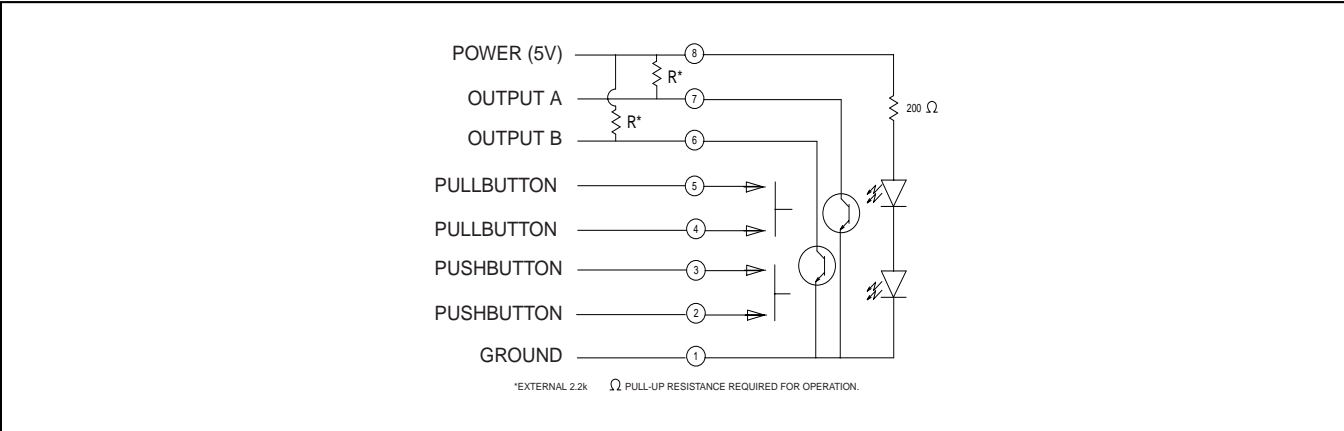 POWER (5V)
8
R*
OUTPUT A
7
200 Ω
R*
OUTPUT B
6
PULLBUTTON
5
PULLBUTTON
4
PUSHBUTTON
3
PUSHBUTTON
2
GROUND
1
*EXTERNAL 2.2k Ω PULL-UP RESISTANCE REQUIRED FOR OPERATION.